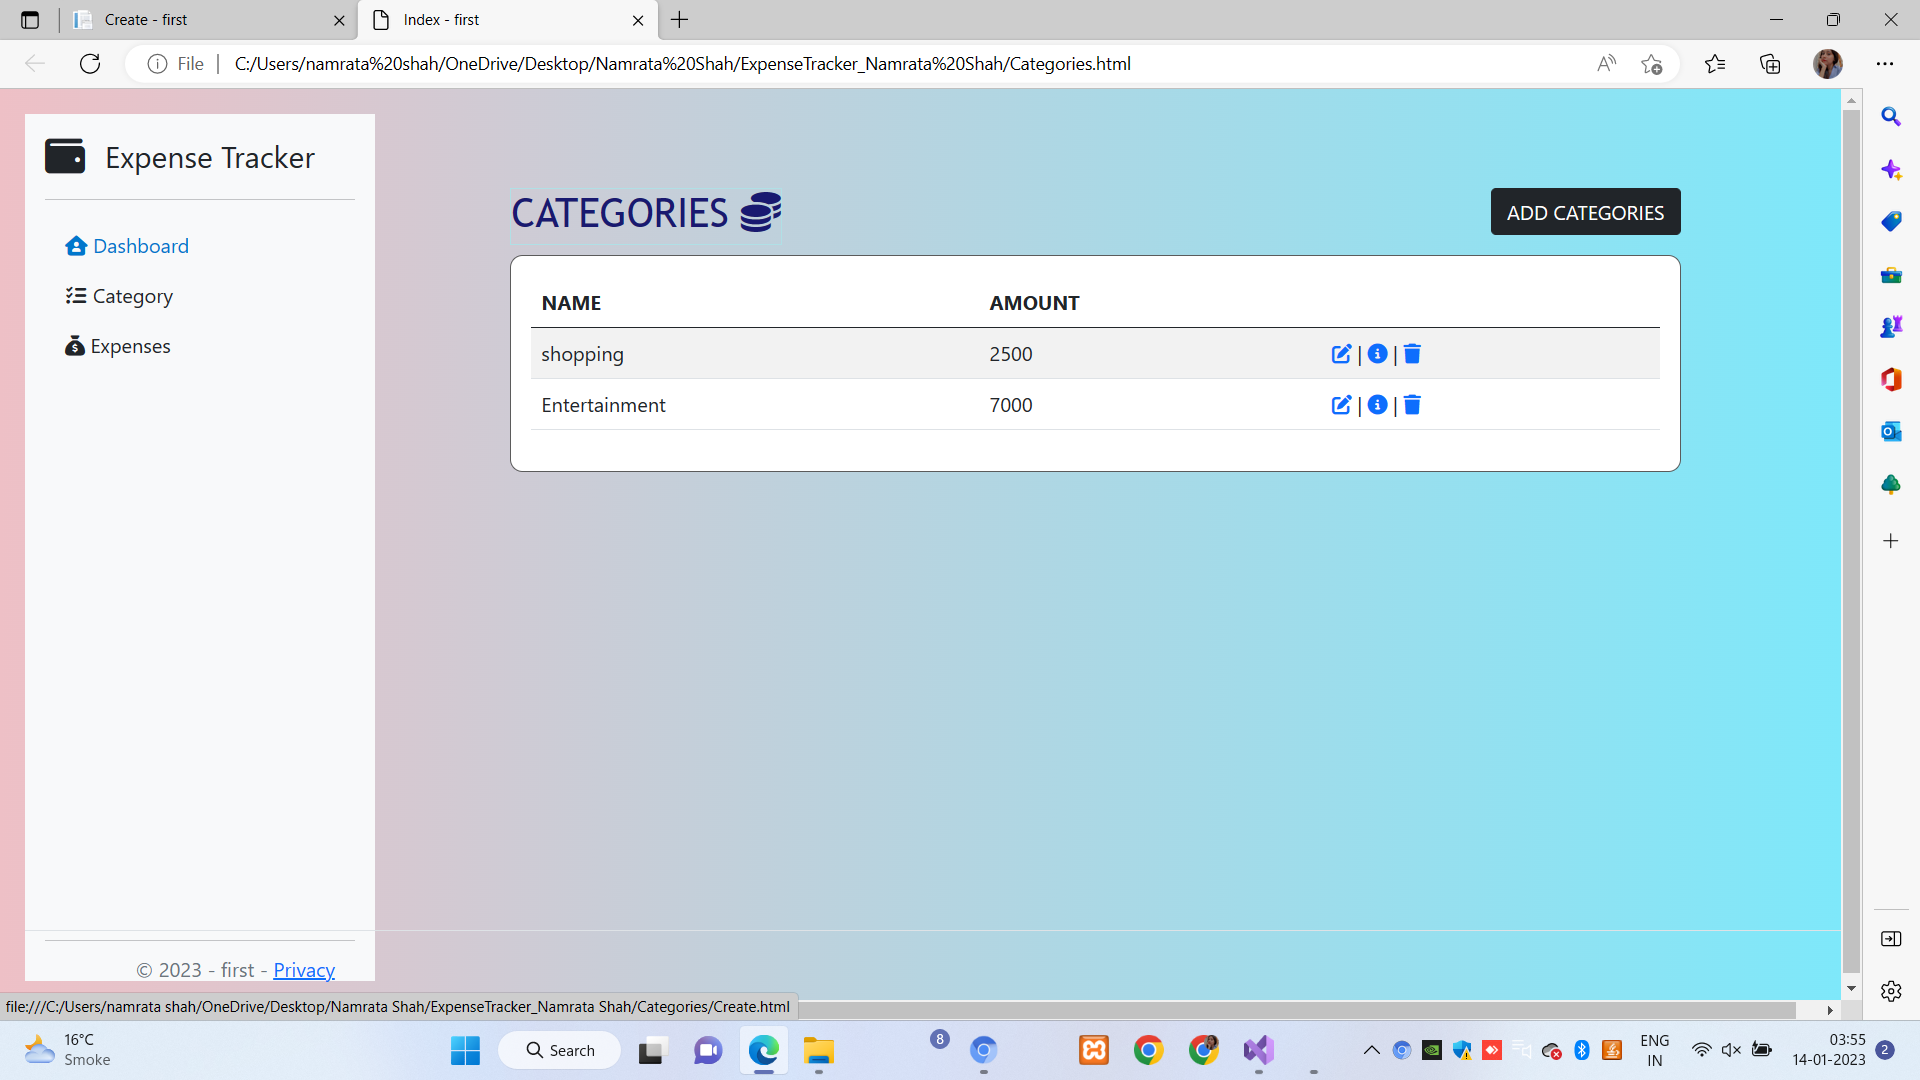 Create - first
Index - first
File
C:/Users/namrata%20shah/OneDrive/Desktop/Namrata%20Shah/ExpenseTracker_Namrata%20Shah/Categories.html
Expense Tracker
Dashboard
Category
Expenses
CATEGORIES
ADD CATEGORIES
NAME AMOUNT
shopping 2500 | |
Entertainment 7000 | |
© 2023 - first - Privacy
file:///C:/Users/namrata shah/OneDrive/Desktop/Namrata Shah/ExpenseTracker_Namrata Shah/Categories/Create.html
16°C
Smoke
Search
8
ENG
IN
03:55
14-01-2023
2